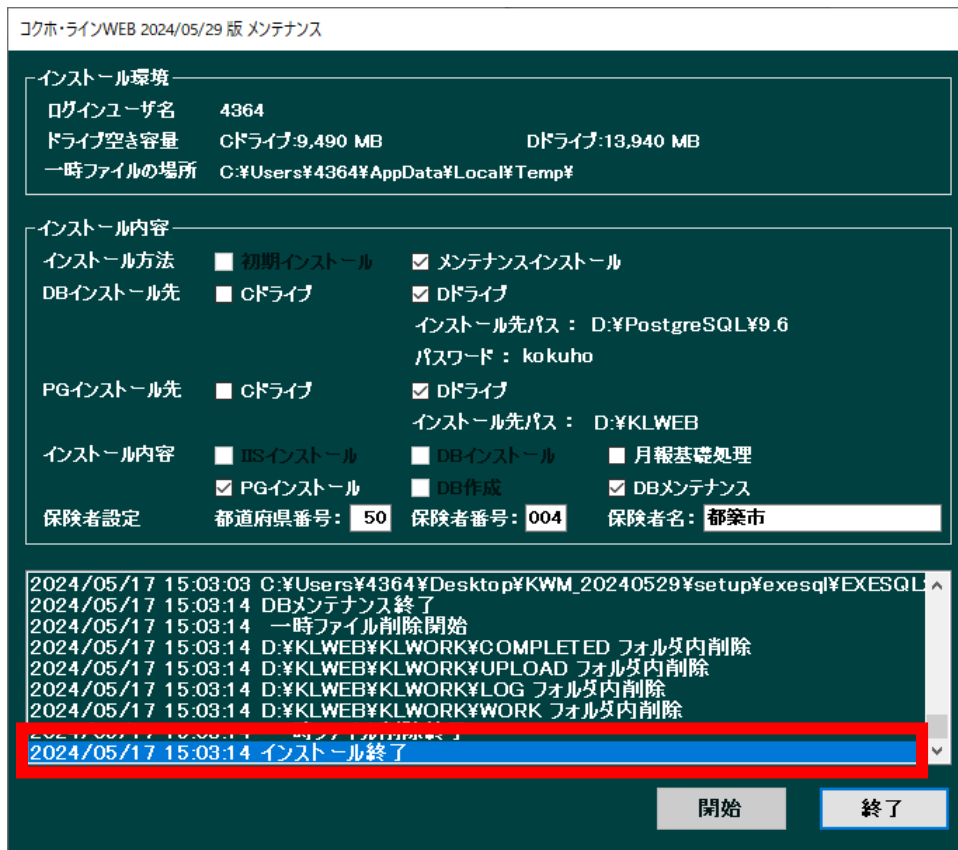 コクホ・ラインWEB 2024/05/29 版 メンテナンス
インストール環境
ログインユーザ名 4364
ドライブ空き容量 Cドライブ:9,490 MB Dドライブ:13,940 MB
一時ファイルの場所 C:¥Users¥4364¥AppData¥Local¥Temp¥
インストール内容
インストール方法 初期インストール メンテナンスインストール
DBインストール先 Cドライブ Dドライブ
インストール先パス : D:¥PostgreSQL¥9.6
パスワード : kokuho
PGインストール先 Cドライブ Dドライブ
インストール先パス : D:¥KLWEB
インストール内容 IISインストール DBインストール 月報基礎処理
PGインストール DB作成 DBメンテナンス
保険者設定 都道府県番号: 50 保険者番号: 004 保険者名: 都築市
2024/05/17 15:03:03 C:¥Users¥4364¥Desktop¥KWM_20240529¥setup¥exesql¥EXESQL
2024/05/17 15:03:14 DBメンテナンス終了
2024/05/17 15:03:14 一時ファイル削除開始
2024/05/17 15:03:14 D:¥KLWEB¥KLWORK¥COMPLETED フォルダ内削除
2024/05/17 15:03:14 D:¥KLWEB¥KLWORK¥UPLOAD フォルダ内削除
2024/05/17 15:03:14 D:¥KLWEB¥KLWORK¥LOG フォルダ内削除
2024/05/17 15:03:14 D:¥KLWEB¥KLWORK¥WORK フォルダ内削除
2024/05/17 15:03:14 一時ファイル削除終了
2024/05/17 15:03:14 インストール終了
開始 終了